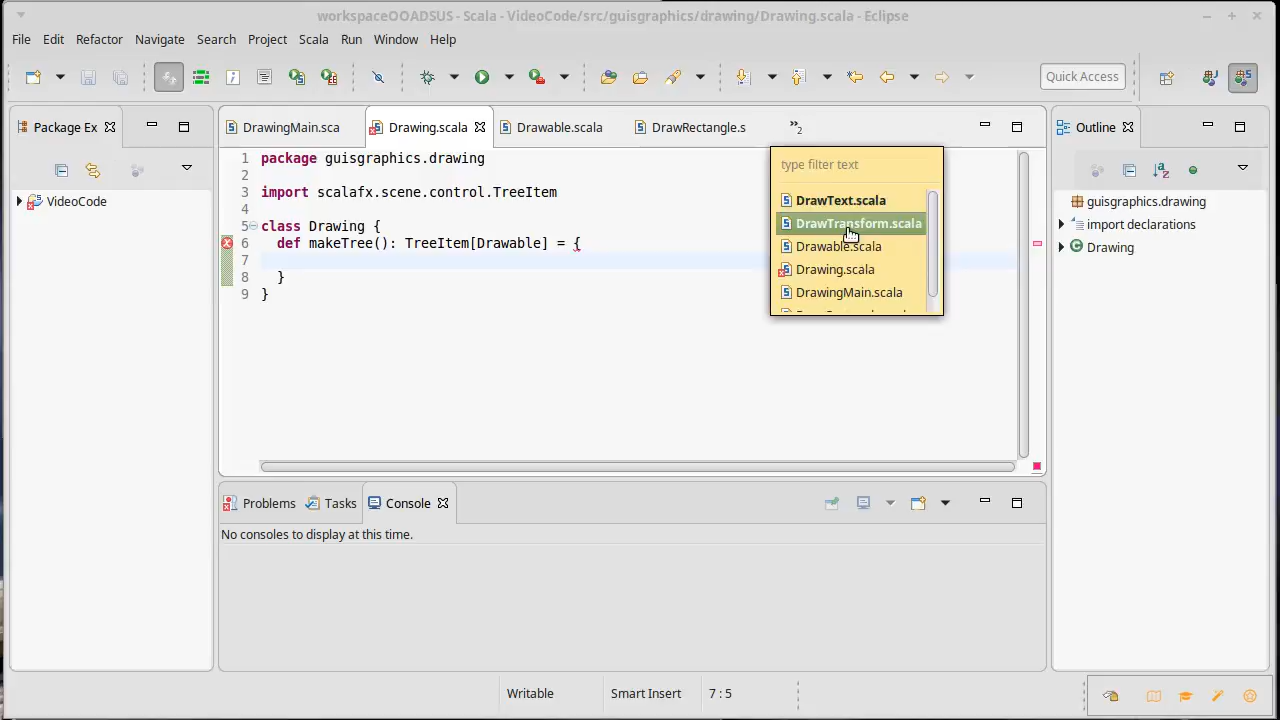 workspaceOOADSUS - Scala - VideoCode/src/guisgraphics/drawing/Drawing.scala - Eclipse
File Edit Refactor Navigate Search Project Scala Run Window Help
Quick Access
Package Ex
DrawingMain.sca
Drawing.scala
Drawable.scala
DrawRectangle.s
»2
Outline
VideoCode
1 package guisgraphics.drawing
2
3 import scalafx.scene.control.TreeItem
4
5 class Drawing {
6 def makeTree(): TreeItem[Drawable] = {
7
8 }
9 }
type filter text
DrawText.scala
DrawTransform.scala
Drawable.scala
Drawing.scala
DrawingMain.scala
guisgraphics.drawing
import declarations
Drawing
Problems Tasks Console
No consoles to display at this time.
Writable Smart Insert 7 : 5